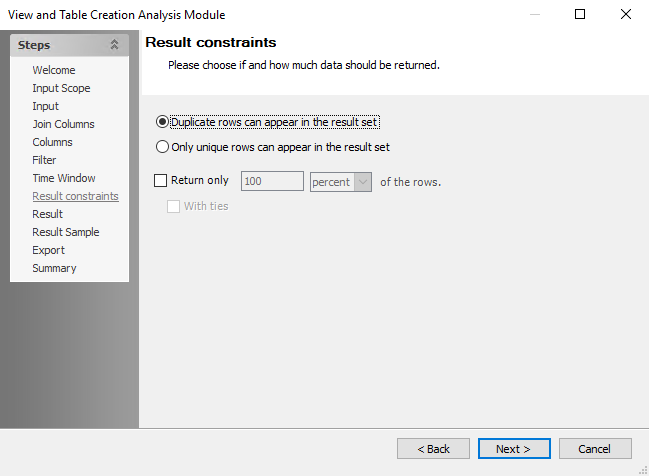 View and Table Creation Analysis Module
Steps
Welcome
Input Scope
Input
Join Columns
Columns
Filter
Time Window
Result constraints
Result
Result Sample
Export
Summary
Result constraints
Please choose if and how much data should be returned.
Duplicate rows can appear in the result set
Only unique rows can appear in the result set
Return only 100 percent of the rows.
With ties
< Back Next > Cancel